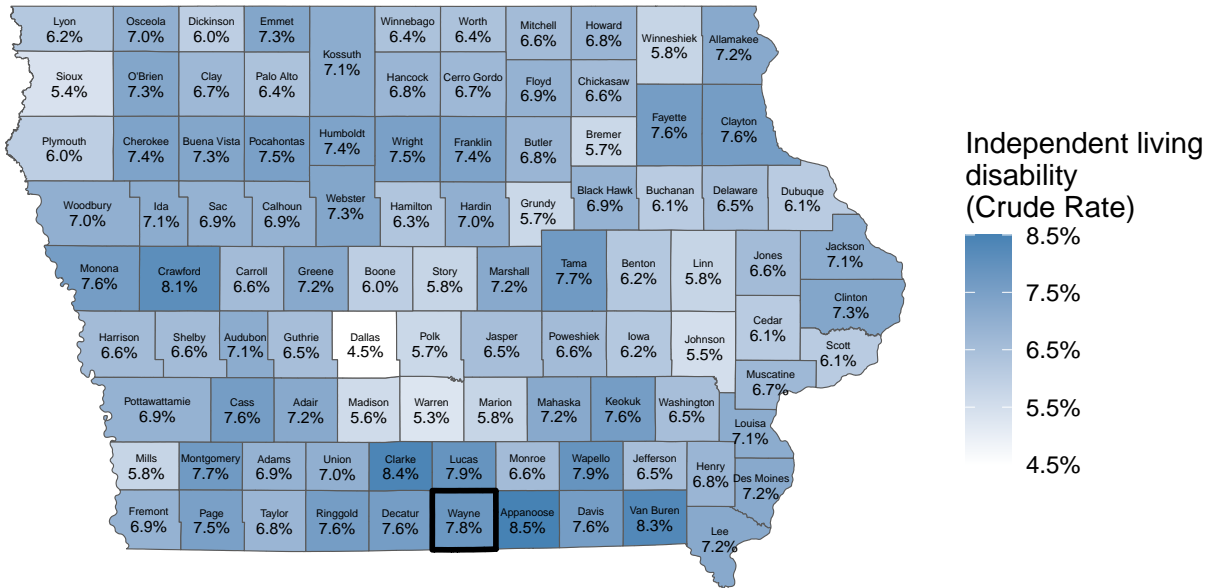 Lyon
6.2%
Osceola
7.0%
Dickinson
6.0%
Emmet
7.3%
Kossuth
7.1%
Winnebago
6.4%
Worth
6.4%
Mitchell
6.6%
Howard
6.8%
Winneshiek
5.8%
Allamakee
7.2%
Sioux
5.4%
O'Brien
7.3%
Clay
6.7%
Palo Alto
6.4%
Hancock
6.8%
Cerro Gordo
6.7%
Floyd
6.9%
Chickasaw
6.6%
Fayette
7.6%
Clayton
7.6%
Plymouth
6.0%
Cherokee
7.4%
Buena Vista
7.3%
Pocahontas
7.5%
Humboldt
7.4%
Wright
7.5%
Franklin
7.4%
Butler
6.8%
Bremer
5.7%
Woodbury
7.0%
Ida
7.1%
Sac
6.9%
Calhoun
6.9%
Webster
7.3%
Hamilton
6.3%
Hardin
7.0%
Grundy
5.7%
Black Hawk
6.9%
Buchanan
6.1%
Delaware
6.5%
Dubuque
6.1%
Monona
7.6%
Crawford
8.1%
Carroll
6.6%
Greene
7.2%
Boone
6.0%
Story
5.8%
Marshall
7.2%
Tama
7.7%
Benton
6.2%
Linn
5.8%
Jones
6.6%
Jackson
7.1%
Clinton
7.3%
Harrison
6.6%
Shelby
6.6%
Audubon
7.1%
Guthrie
6.5%
Dallas
4.5%
Polk
5.7%
Jasper
6.5%
Poweshiek
6.6%
Iowa
6.2%
Johnson
5.5%
Cedar
6.1%
Scott
6.1%
Muscatine
6.7%
Pottawattamie
6.9%
Cass
7.6%
Adair
7.2%
Madison
5.6%
Warren
5.3%
Marion
5.8%
Mahaska
7.2%
Keokuk
7.6%
Washington
6.5%
Louisa
7.1%
Mills
5.8%
Montgomery
7.7%
Adams
6.9%
Union
7.0%
Clarke
8.4%
Lucas
7.9%
Monroe
6.6%
Wapello
7.9%
Jefferson
6.5%
Henry
6.8%
Des Moines
7.2%
Fremont
6.9%
Page
7.5%
Taylor
6.8%
Ringgold
7.6%
Decatur
7.6%
Wayne
7.8%
Appanoose
8.5%
Davis
7.6%
Van Buren
8.3%
Lee
7.2%
Independent living
disability
(Crude Rate)
8.5%
7.5%
6.5%
5.5%
4.5%